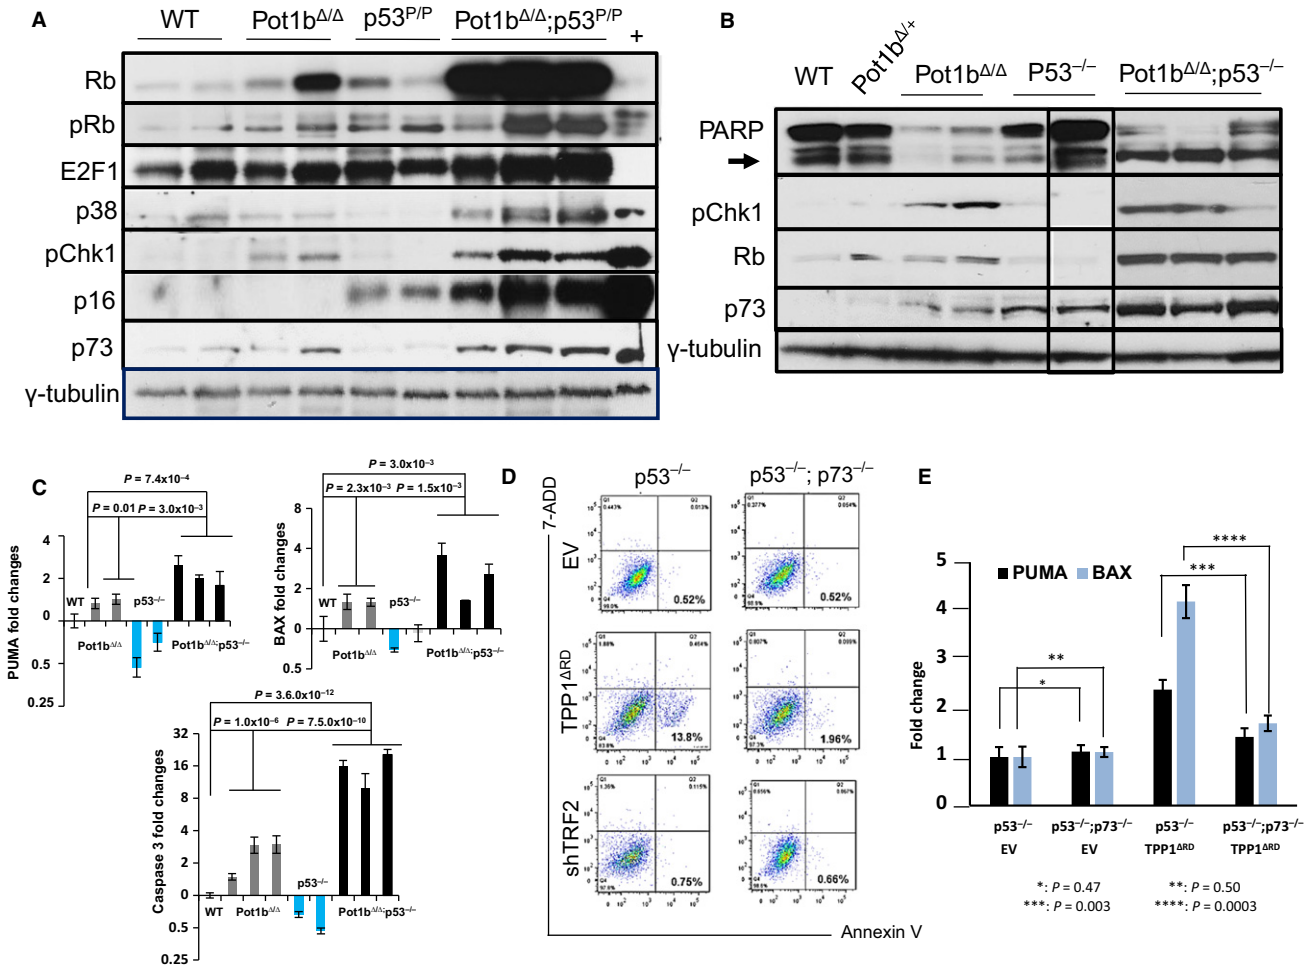 A
WT Pot1bΔ/Δ p53P/P Pot1bΔ/Δ;p53P/P +
Rb
pRb
E2F1
p38
pChk1
p16
p73
γ-tubulin
B
WT Pot1bΔ/+ Pot1bΔ/Δ P53–/– Pot1bΔ/Δ;p53–/–
PARP
pChk1
Rb
p73
γ-tubulin
C
P = 7.4x10–4
P = 0.01 P = 3.0x10–3
PUMA fold changes
4
2
0
0.5
0.25
WT
Pot1bΔ/Δ
p53–/–
Pot1bΔ/Δ;p53–/–
P = 3.0x10–3
P = 2.3x10–3 P = 1.5x10–3
BAX fold changes
8
4
2
0
0.5
WT
Pot1bΔ/Δ
p53–/–
Pot1bΔ/Δ;p53–/–
P = 3.6.0x10–12
P = 1.0x10–6 P = 7.5.0x10–10
Caspase 3 fold changes
32
16
8
4
2
0
0.5
0.25
WT
Pot1bΔ/Δ
p53–/–
Pot1bΔ/Δ;p53–/–
D
p53–/– p53–/–; p73–/–
7-ADD
EV
0.52% 0.52%
TPP1ΔRD
13.8% 1.96%
shTRF2
0.75% 0.66%
Annexin V
E
Fold change
5
4
3
2
1
0
PUMA BAX
****
***
**
*
p53–/– p53–/–;p73–/– p53–/– p53–/–;p73–/–
EV EV TPP1ΔRD TPP1ΔRD
*: P = 0.47 **: P = 0.50
***: P = 0.003 ****: P = 0.0003